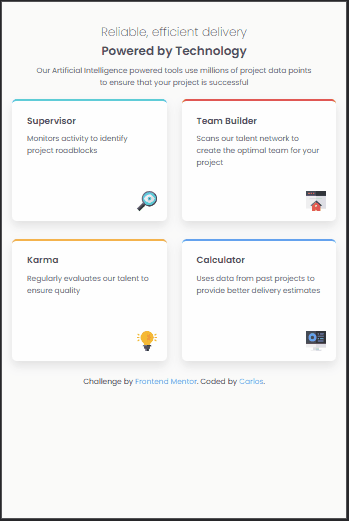 Reliable, efficient delivery
Powered by Technology
Our Artificial Intelligence powered tools use millions of project data points
to ensure that your project is successful
Supervisor
Monitors activity to identify
project roadblocks
Team Builder
Scans our talent network to
create the optimal team for your
project
Karma
Regularly evaluates our talent to
ensure quality
Calculator
Uses data from past projects to
provide better delivery estimates
Challenge by Frontend Mentor. Coded by Carlos.